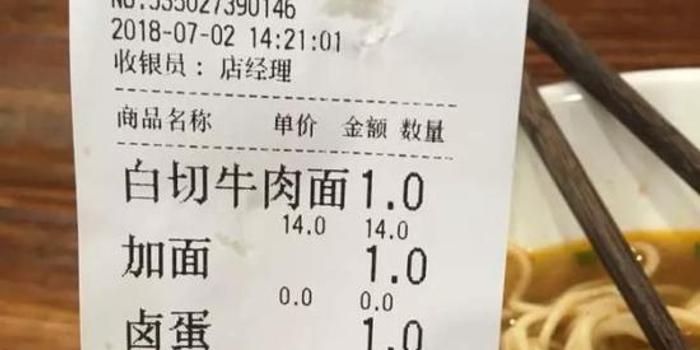 No.535027390146
2018-07-02 14:21:01
收银员：店经理
商品名称 单价 金额 数量
白切牛肉面 1.0
14.0 14.0
加面 1.0
0.0 0.0
卤蛋 1.0